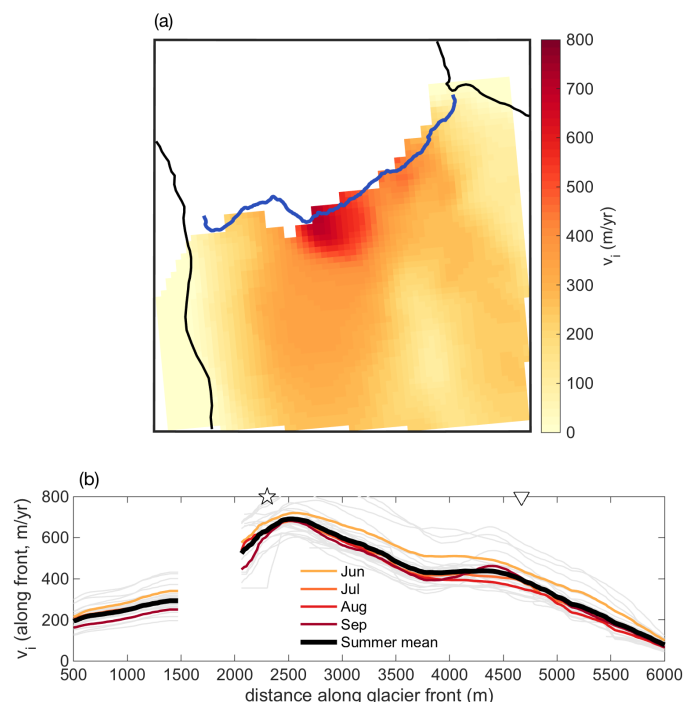 (a)
800
700
600
500
400
300
200
100
0
v_i (m/yr)
(b)
800
600
400
200
0
v_i (along front, m/yr)
Jun
Jul
Aug
Sep
Summer mean
500 1000 1500 2000 2500 3000 3500 4000 4500 5000 5500 6000
distance along glacier front (m)